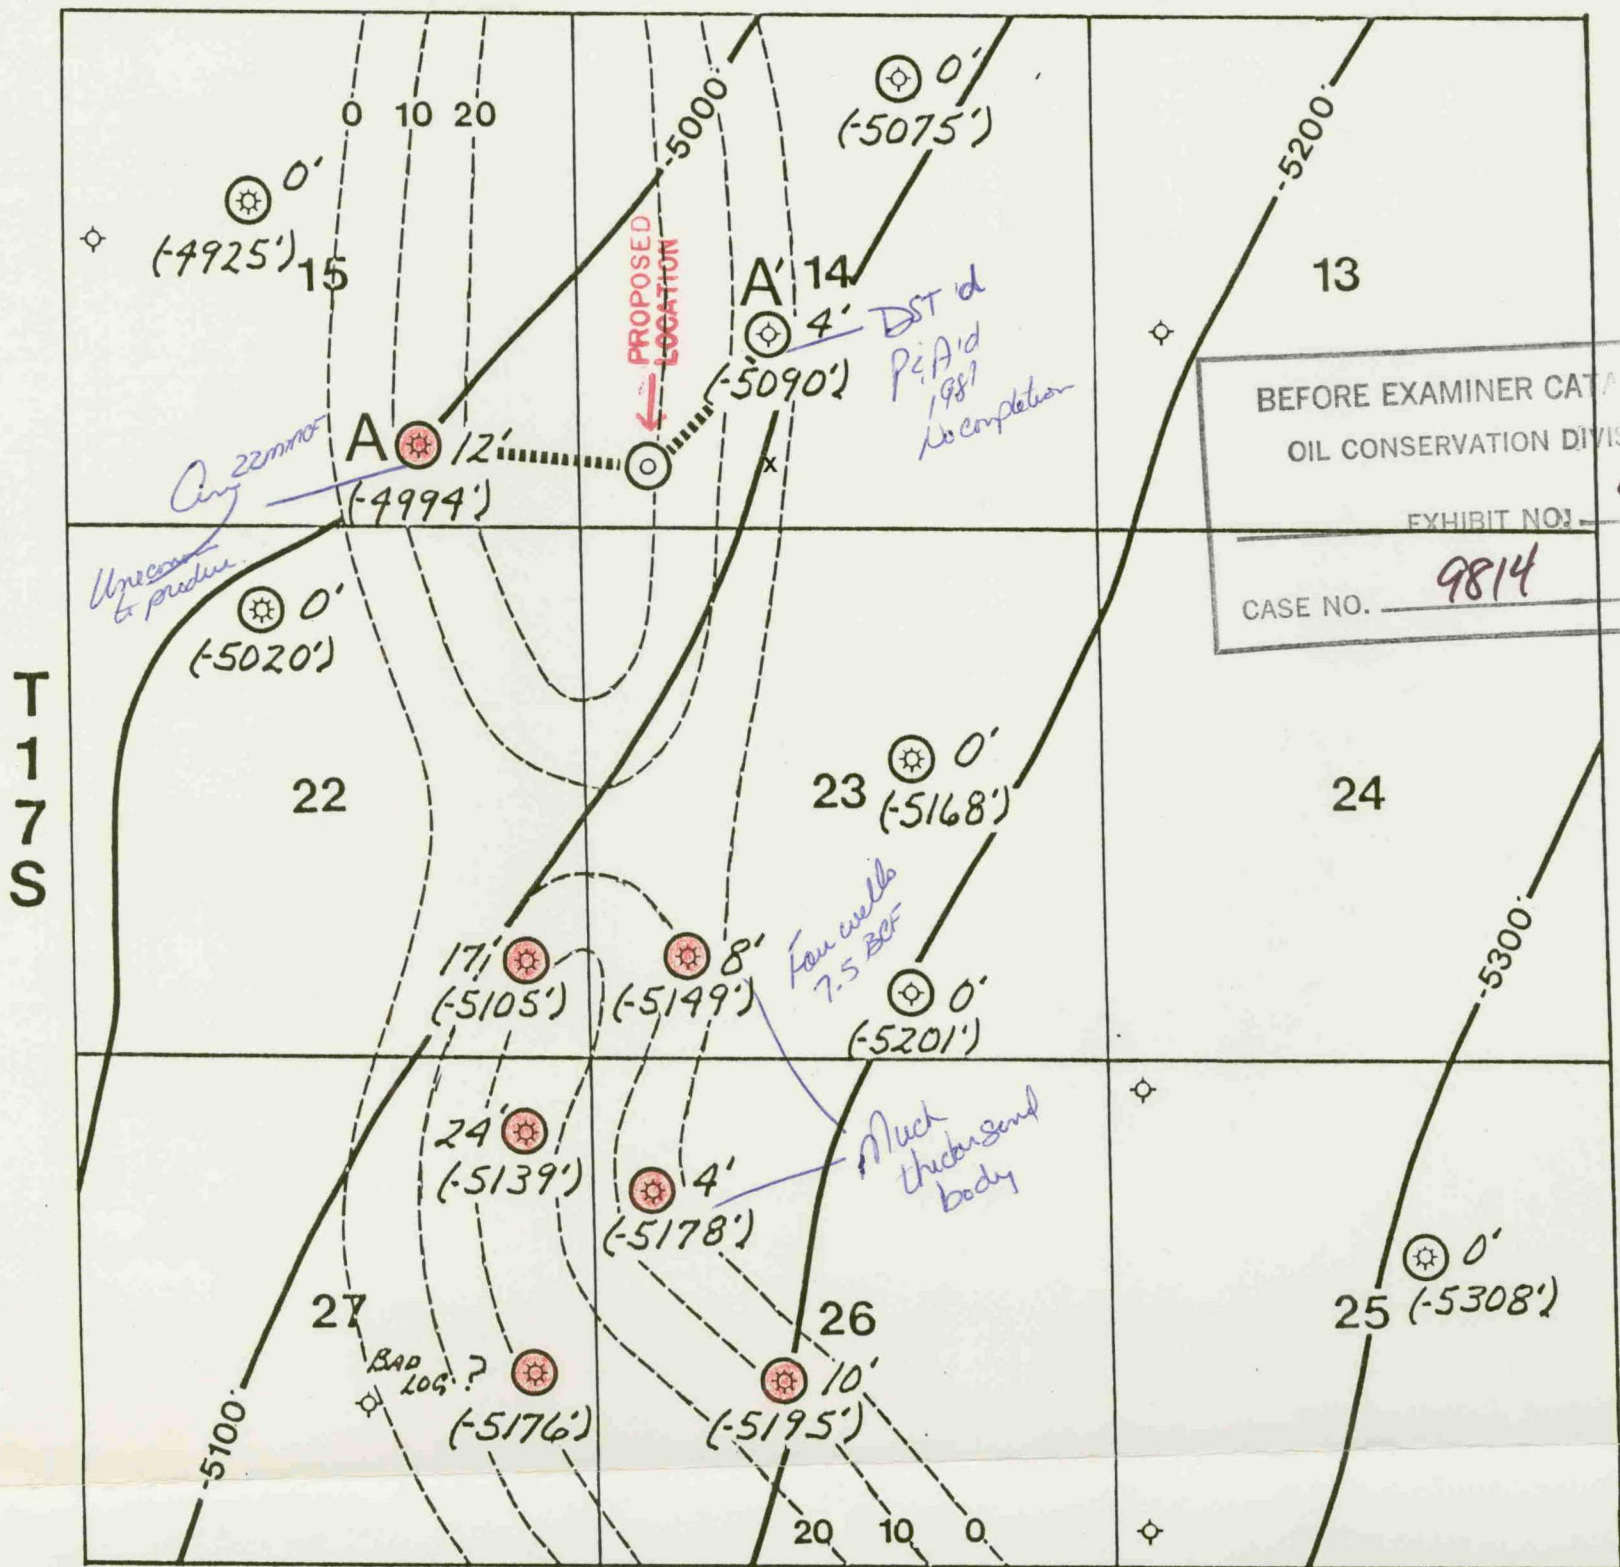 0 10 20
-5000
0'
(-5075')
-5200
0'
(-4925')
15
PROPOSED
LOCATION
A' 14
4'
(-5090')
DST'd
P&A'd
1981
No completion
13
BEFORE EXAMINER CATA
OIL CONSERVATION DIVIS
EXHIBIT NO.
CASE NO. 9814
A 12'
(-4994')
22MMCF
to produce
0'
(-5020')
T
1
7
S
22
23
0'
(-5168')
24
17'
(-5105')
8'
(-5149')
Four wells
7.5 BCF
0'
(-5201')
-5300
24'
(-5139')
4'
(-5178')
Much
thicker sand
body
27
26
25
0'
(-5308')
BAD
LOG ?
(-5176')
10'
(-5195')
-5100
20 10 0
x